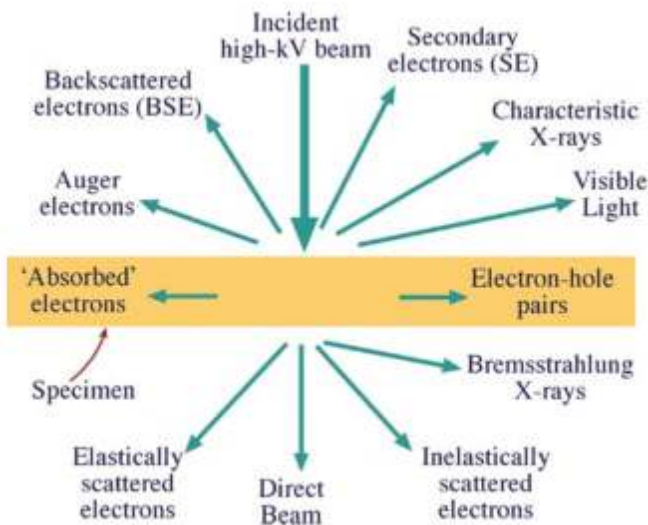 Incident
high-kV beam
Secondary
electrons (SE)
Backscattered
electrons (BSE)
Characteristic
X-rays
Auger
electrons
Visible
Light
‘Absorbed’
electrons
Electron-hole
pairs
Specimen
Bremsstrahlung
X-rays
Elastically
scattered
electrons
Direct
Beam
Inelastically
scattered
electrons